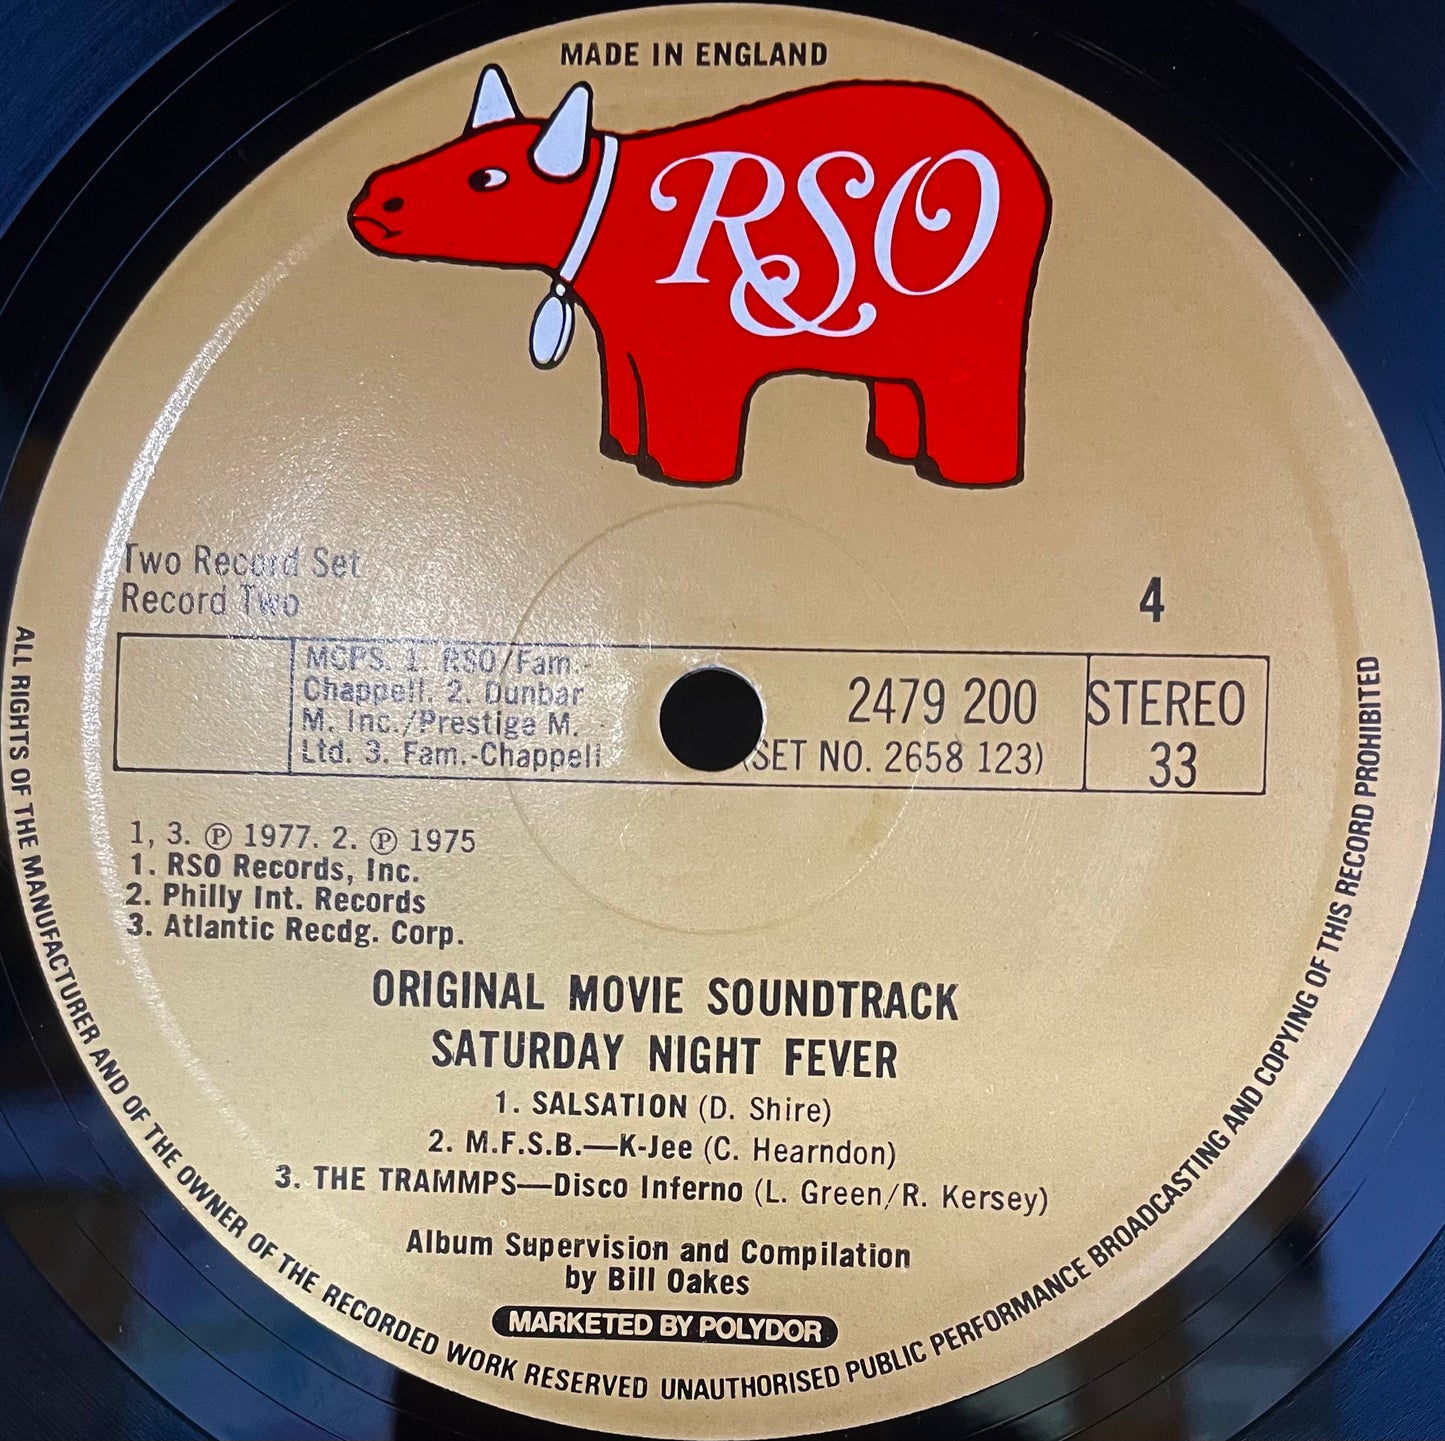 MADE IN ENGLAND
RSO
Two Record Set
Record Two
4
MCPS. 1. RSO/Fam.-
Chappell. 2. Dunbar
M. Inc./Prestige M.
Ltd. 3. Fam.-Chappell
2479 200
(SET NO. 2658 123)
STEREO
33
1, 3. ℗ 1977. 2. ℗ 1975
1. RSO Records, Inc.
2. Philly Int. Records
3. Atlantic Recdg. Corp.
ORIGINAL MOVIE SOUNDTRACK
SATURDAY NIGHT FEVER
1. SALSATION (D. Shire)
2. M.F.S.B.—K-Jee (C. Hearndon)
3. THE TRAMMPS—Disco Inferno (L. Green/R. Kersey)
Album Supervision and Compilation
by Bill Oakes
MARKETED BY POLYDOR
ALL RIGHTS OF THE MANUFACTURER AND OF THE OWNER OF THE RECORDED WORK RESERVED UNAUTHORISED PUBLIC PERFORMANCE BROADCASTING AND COPYING OF THIS RECORD PROHIBITED